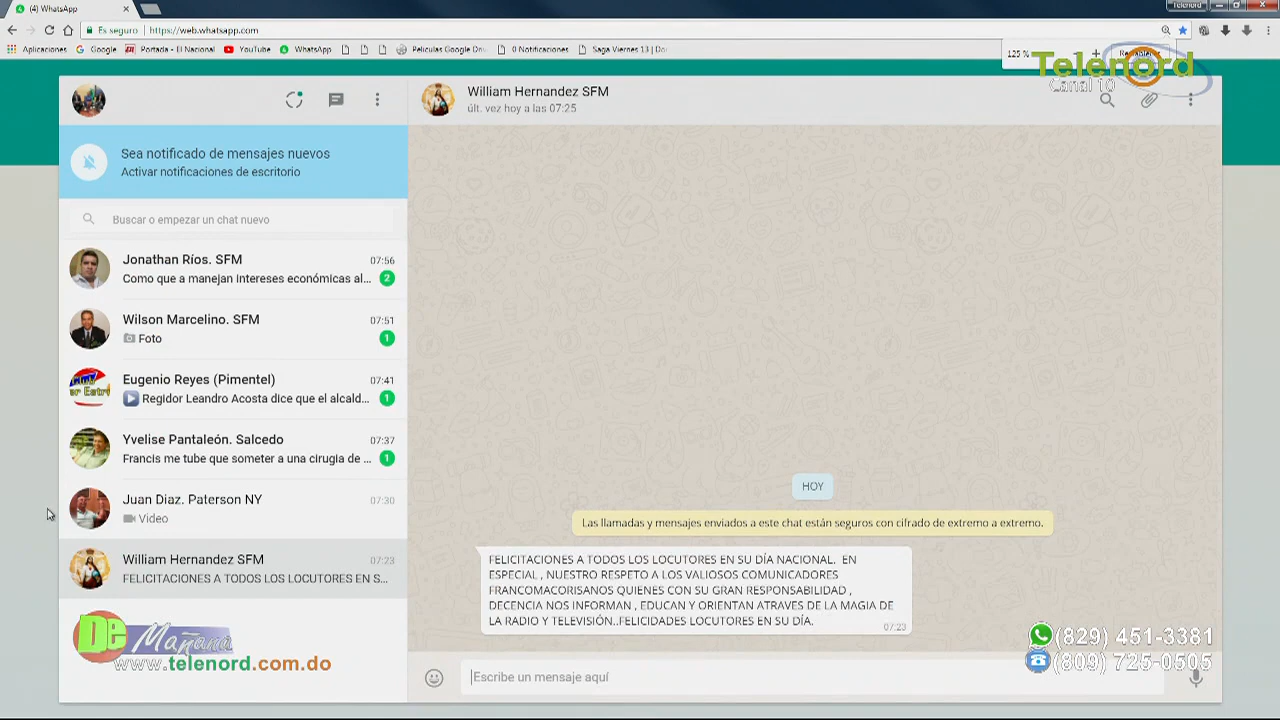 (4) WhatsApp
Telenord
Es seguro
https://web.whatsapp.com
Aplicaciones
Google
Portada - El Nacional
YouTube
WhatsApp
Peliculas Google Driv
0 Notificaciones
Saga Viernes 13 | Do
125 %
Telenord
Canal 10
William Hernandez SFM
últ. vez hoy a las 07:25
Sea notificado de mensajes nuevos
Activar notificaciones de escritorio
Buscar o empezar un chat nuevo
Jonathan Ríos. SFM 07:56
Como que a manejan intereses económicas al... 2
Wilson Marcelino. SFM 07:51
Foto 1
Eugenio Reyes (Pimentel) 07:41
Regidor Leandro Acosta dice que el alcald... 1
Yvelise Pantaleón. Salcedo 07:37
Francis me tube que someter a una cirugia de ... 1
Juan Diaz. Paterson NY 07:30
Video
William Hernandez SFM 07:23
FELICITACIONES A TODOS LOS LOCUTORES EN S...
HOY
Las llamadas y mensajes enviados a este chat están seguros con cifrado de extremo a extremo.
FELICITACIONES A TODOS LOS LOCUTORES EN SU DÍA NACIONAL. EN
ESPECIAL , NUESTRO RESPETO A LOS VALIOSOS COMUNICADORES
FRANCOMACORISANOS QUIENES CON SU GRAN RESPONSABILIDAD ,
DECENCIA NOS INFORMAN , EDUCAN Y ORIENTAN ATRAVES DE LA MAGIA DE
LA RADIO Y TELEVISIÓN..FELICIDADES LOCUTORES EN SU DÍA.
07:23
Escribe un mensaje aquí
De Mañana
www.telenord.com.do
(829) 451-3381
(809) 725-0505